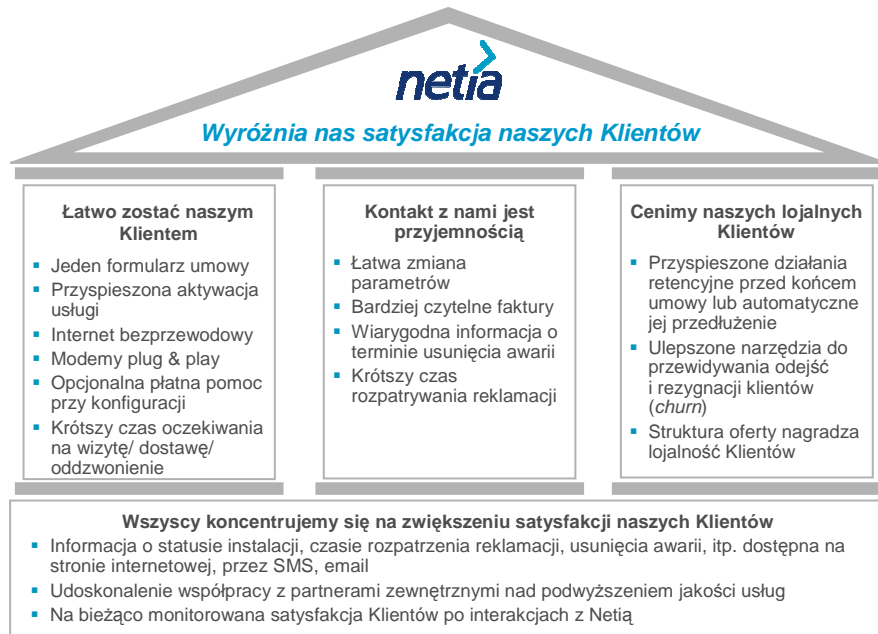 netia
Wyróżnia nas satysfakcja naszych Klientów
Łatwo zostać naszym
Klientem
▪ Jeden formularz umowy
▪ Przyspieszona aktywacja
usługi
▪ Internet bezprzewodowy
▪ Modemy plug & play
▪ Opcjonalna płatna pomoc
przy konfiguracji
▪ Krótszy czas oczekiwania
na wizytę/ dostawę/
oddzwonienie
Kontakt z nami jest
przyjemnością
▪ Łatwa zmiana
parametrów
▪ Bardziej czytelne faktury
▪ Wiarygodna informacja o
terminie usunięcia awarii
▪ Krótszy czas
rozpatrywania reklamacji
Cenimy naszych lojalnych
Klientów
▪ Przyspieszone działania
retencyjne przed końcem
umowy lub automatyczne
jej przedłużenie
▪ Ulepszone narzędzia do
przewidywania odejść
i rezygnacji klientów
(churn)
▪ Struktura oferty nagradza
lojalność Klientów
Wszyscy koncentrujemy się na zwiększeniu satysfakcji naszych Klientów
▪ Informacja o statusie instalacji, czasie rozpatrzenia reklamacji, usunięcia awarii, itp. dostępna na
stronie internetowej, przez SMS, email
▪ Udoskonalenie współpracy z partnerami zewnętrznymi nad podwyższeniem jakości usług
▪ Na bieżąco monitorowana satysfakcja Klientów po interakcjach z Netią